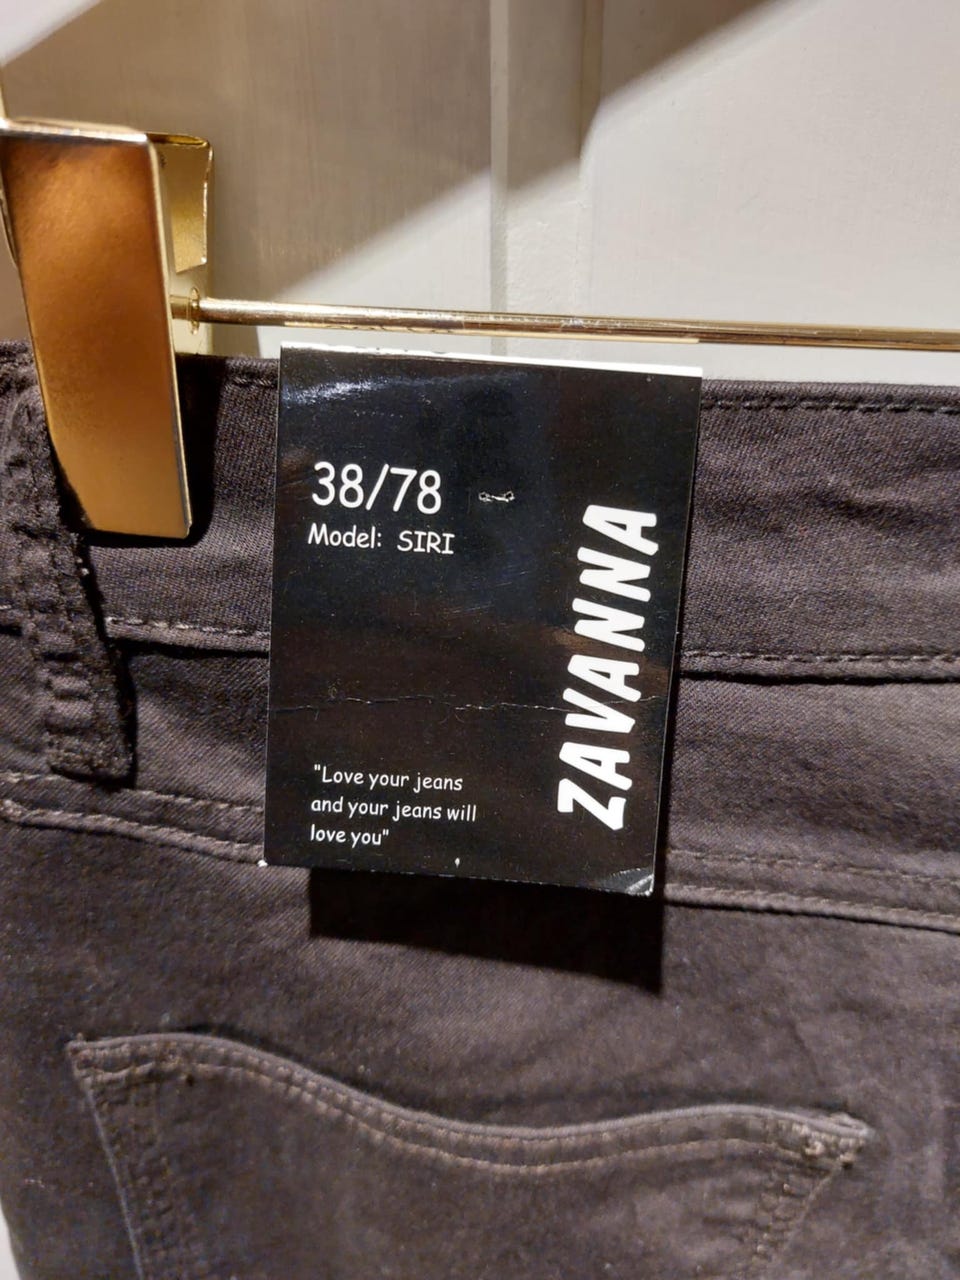 38/78
Model: SIRI
ZAVANNA
"Love your jeans
and your jeans will
love you"